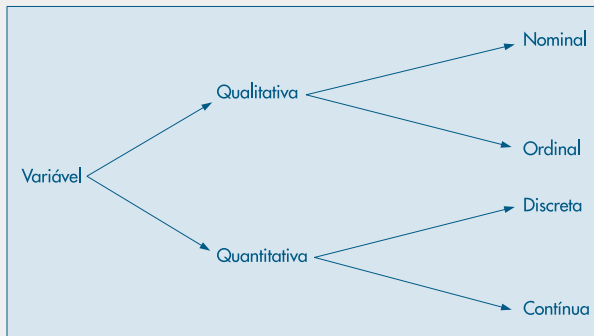 Nominal
Qualitativa
Ordinal
Variável
Discreta
Quantitativa
Contínua